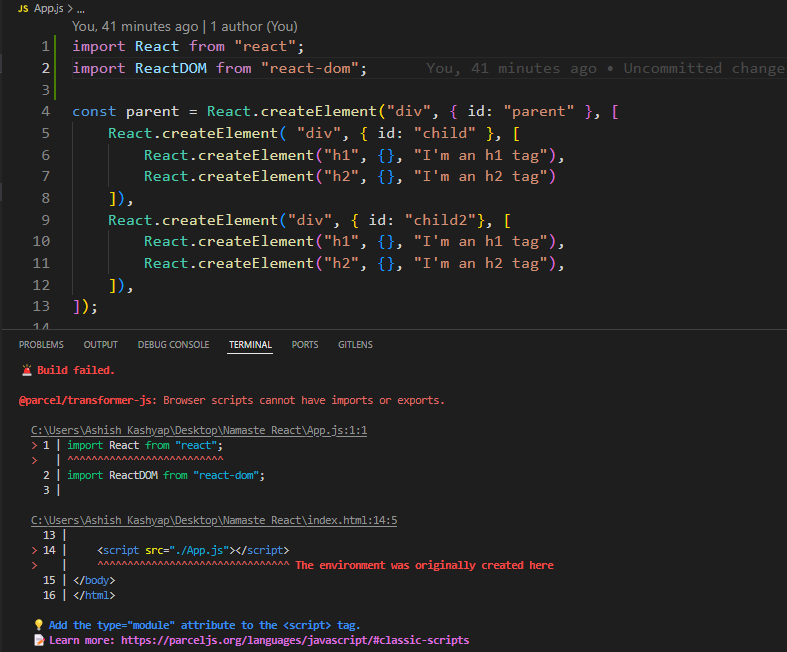 JS App.js > ...
You, 41 minutes ago | 1 author (You)
1 import React from "react";
2 import ReactDOM from "react-dom"; You, 41 minutes ago • Uncommitted change
3
4 const parent = React.createElement("div", { id: "parent" }, [
5 React.createElement( "div", { id: "child" }, [
6 React.createElement("h1", {}, "I'm an h1 tag"),
7 React.createElement("h2", {}, "I'm an h2 tag")
8 ]),
9 React.createElement("div", { id: "child2"}, [
10 React.createElement("h1", {}, "I'm an h1 tag"),
11 React.createElement("h2", {}, "I'm an h2 tag"),
12 ]),
13 ]);
14
PROBLEMS OUTPUT DEBUG CONSOLE TERMINAL PORTS GITLENS
🚨 Build failed.
@parcel/transformer-js: Browser scripts cannot have imports or exports.
C:\Users\Ashish Kashyap\Desktop\Namaste React\App.js:1:1
> 1 | import React from "react";
> | ^^^^^^^^^^^^^^^^^^^^^^^^^^
2 | import ReactDOM from "react-dom";
3 |
C:\Users\Ashish Kashyap\Desktop\Namaste React\index.html:14:5
13 |
> 14 | <script src="./App.js"></script>
> | ^^^^^^^^^^^^^^^^^^^^^^^^^^^^^^^^ The environment was originally created here
15 | </body>
16 | </html>
💡 Add the type="module" attribute to the <script> tag.
📝 Learn more: https://parceljs.org/languages/javascript/#classic-scripts